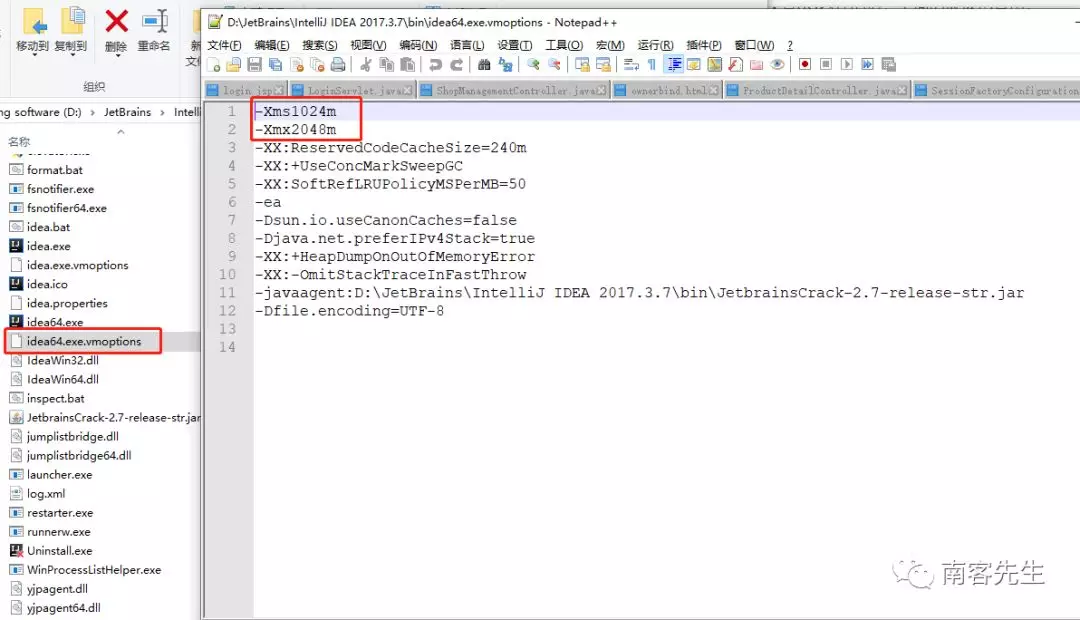 D:\JetBrains\IntelliJ IDEA 2017.3.7\bin\idea64.exe.vmoptions - Notepad++
移动到 复制到 删除 重命名
组织
文件(F) 编辑(E) 搜索(S) 视图(V) 编码(N) 语言(L) 设置(T) 工具(O) 宏(M) 运行(R) 插件(P) 窗口(W) ?
login.jsp LoginServlet.java ShopManagementController.java ownerbind.html ProductDetailController.java SessionFactoryConfiguration
ng software (D:) > JetBrains > Intelli
名称
format.bat
fsnotifier.exe
fsnotifier64.exe
idea.bat
idea.exe
idea.exe.vmoptions
idea.ico
idea.properties
idea64.exe
idea64.exe.vmoptions
IdeaWin32.dll
IdeaWin64.dll
inspect.bat
JetbrainsCrack-2.7-release-str.jar
jumplistbridge.dll
jumplistbridge64.dll
launcher.exe
log.xml
restarter.exe
runnerw.exe
Uninstall.exe
WinProcessListHelper.exe
yjpagent.dll
yjpagent64.dll
1 -Xms1024m
2 -Xmx2048m
3 -XX:ReservedCodeCacheSize=240m
4 -XX:+UseConcMarkSweepGC
5 -XX:SoftRefLRUPolicyMSPerMB=50
6 -ea
7 -Dsun.io.useCanonCaches=false
8 -Djava.net.preferIPv4Stack=true
9 -XX:+HeapDumpOnOutOfMemoryError
10 -XX:-OmitStackTraceInFastThrow
11 -javaagent:D:\JetBrains\IntelliJ IDEA 2017.3.7\bin\JetbrainsCrack-2.7-release-str.jar
12 -Dfile.encoding=UTF-8
13
14
南客先生